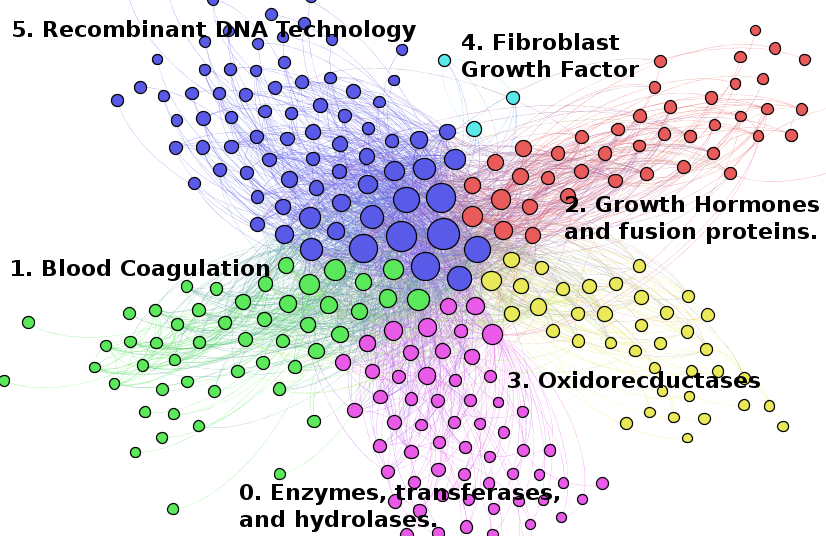 5. Recombinant DNA Technology
4. Fibroblast
Growth Factor
2. Growth Hormones
and fusion proteins.
1. Blood Coagulation
3. Oxidorecductases
0. Enzymes, transferases,
and hydrolases.